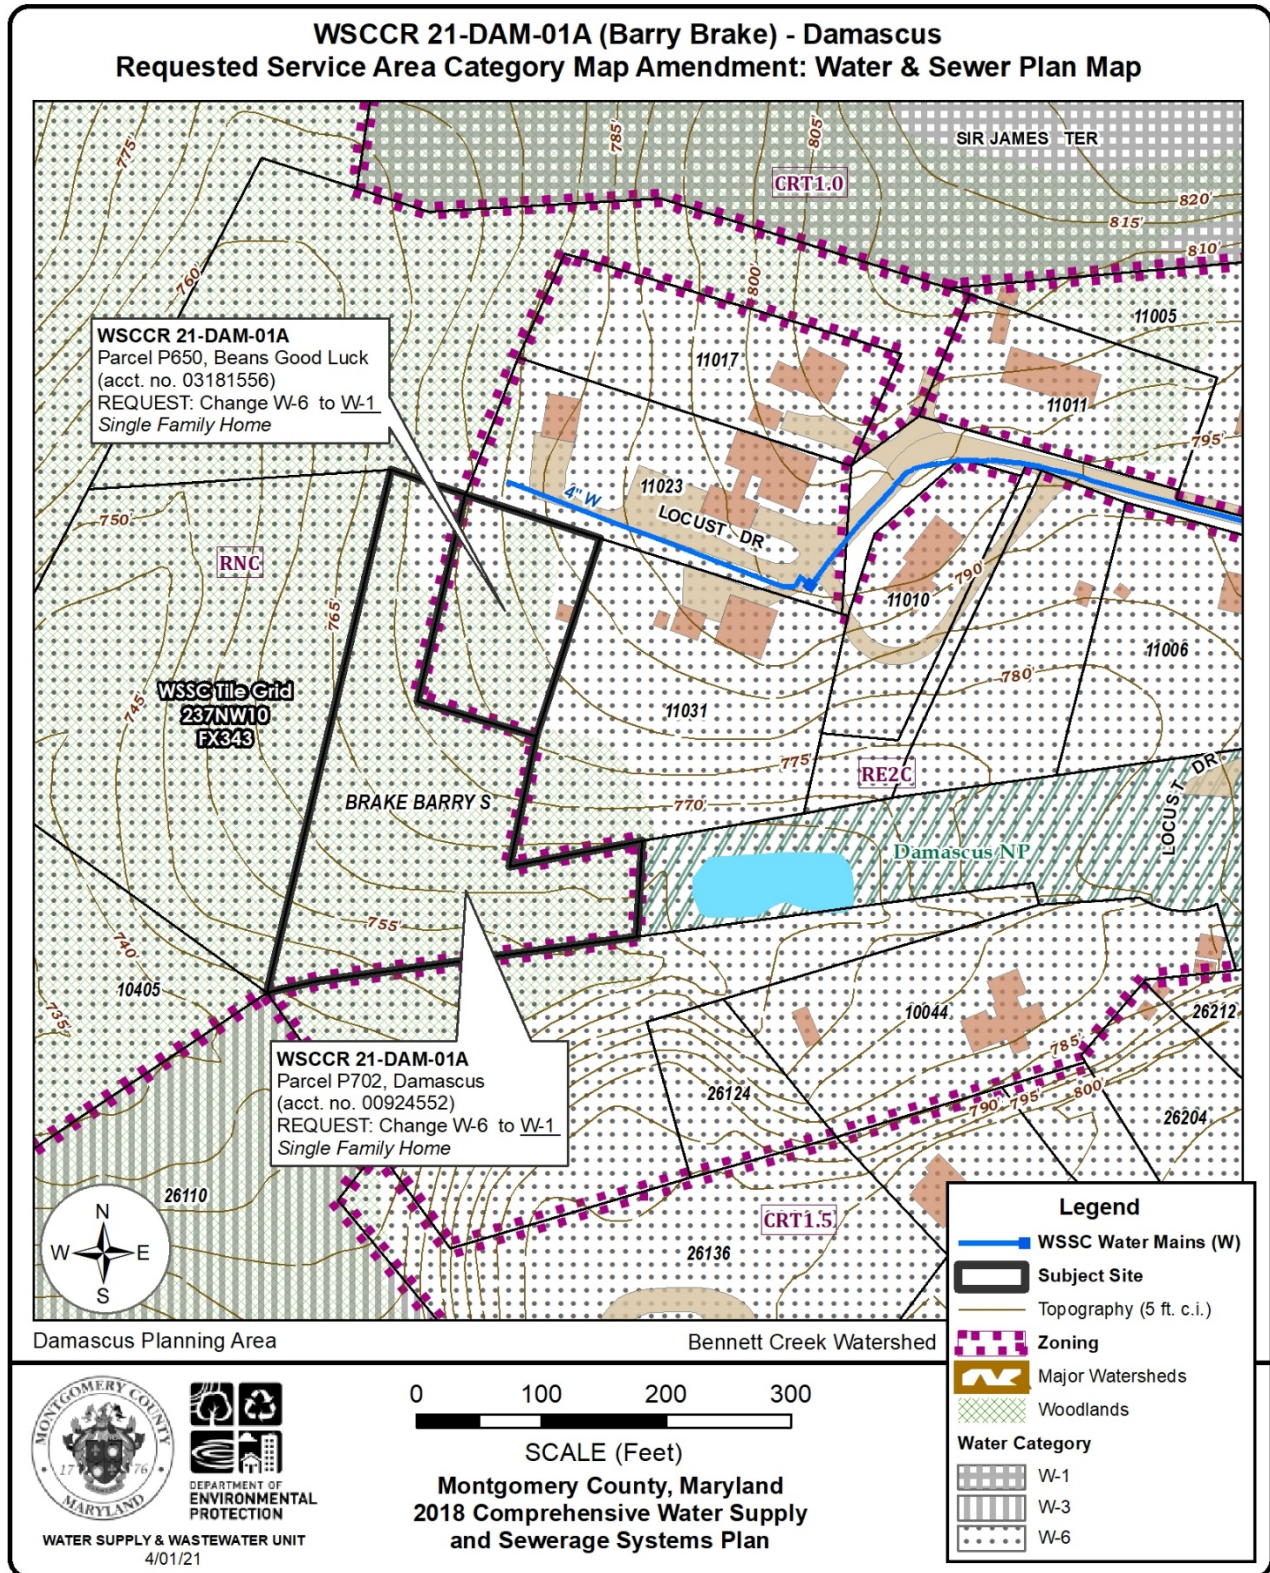 WSCCR 21-DAM-01A (Barry Brake) - Damascus
Requested Service Area Category Map Amendment: Water & Sewer Plan Map
775'
785'
805'
SIR JAMES TER
CRT1.0
820'
815'
810'
760'
800'
11005
WSCCR 21-DAM-01A
Parcel P650, Beans Good Luck
(acct. no. 03181556)
REQUEST: Change W-6 to W-1
Single Family Home
11017
11011
795'
750'
4" W
11023
LOCUST DR
RNC
765'
790'
11010
11006
780'
WSSC Tile Grid
237NW10
FX343
745'
11031
775'
RE2C
770'
BRAKE BARRY S
LOCUST DR
Damascus NP
755'
740'
10405
735'
10044
26212
785'
WSCCR 21-DAM-01A
Parcel P702, Damascus
(acct. no. 00924552)
REQUEST: Change W-6 to W-1
Single Family Home
26124
790'
795'
800'
26204
26110
CRT1.5
26136
N
W
E
S
Legend
WSSC Water Mains (W)
Subject Site
Topography (5 ft. c.i.)
Zoning
Major Watersheds
Woodlands
Water Category
W-1
W-3
W-6
Damascus Planning Area
Bennett Creek Watershed
MONTGOMERY COUNTY
17 76
MARYLAND
DEPARTMENT OF
ENVIRONMENTAL
PROTECTION
WATER SUPPLY & WASTEWATER UNIT
4/01/21
0 100 200 300
SCALE (Feet)
Montgomery County, Maryland
2018 Comprehensive Water Supply
and Sewerage Systems Plan